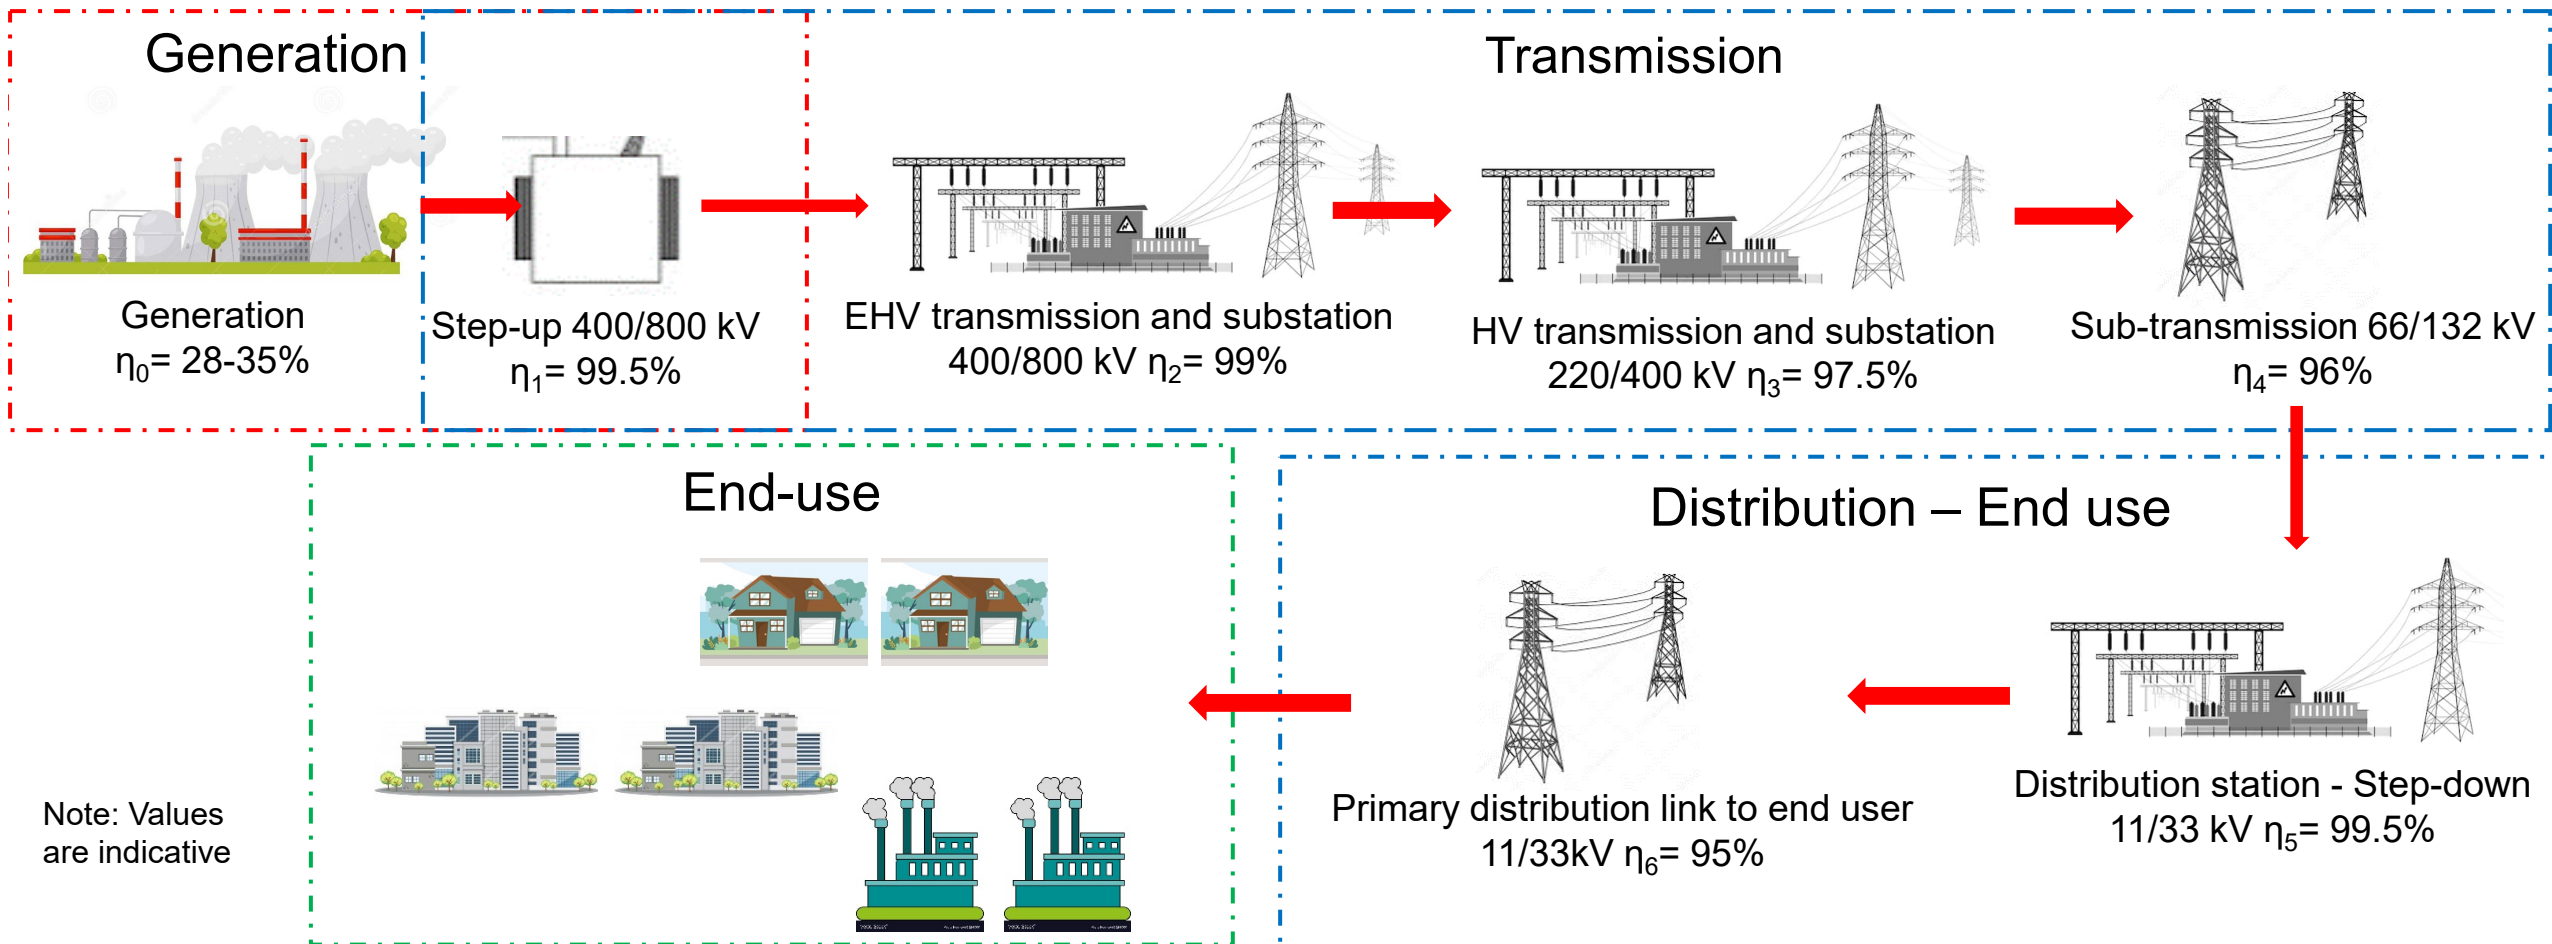 Generation
Transmission
Generation
η₀= 28-35%
Step-up 400/800 kV
η₁= 99.5%
EHV transmission and substation
400/800 kV η₂= 99%
HV transmission and substation
220/400 kV η₃= 97.5%
Sub-transmission 66/132 kV
η₄= 96%
End-use
Distribution – End use
Distribution station - Step-down
11/33 kV η₅= 99.5%
Primary distribution link to end user
11/33kV η₆= 95%
Note: Values
are indicative